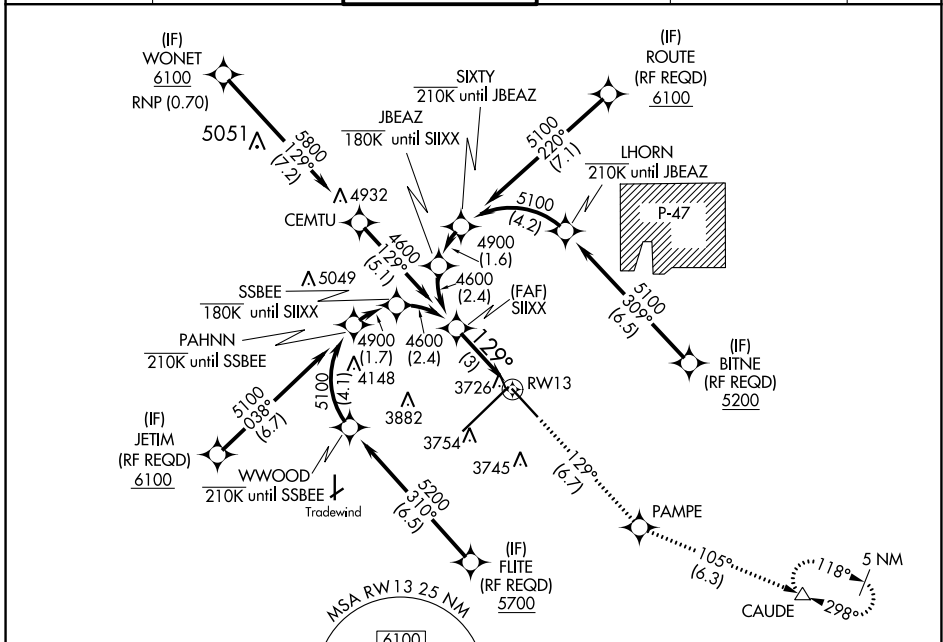 (IF)
WONET
6100
RNP (0.70)
5051
5800
129°
(7.2)
4932
CEMTU
4600
129°
(5.1)
JBEAZ
180K until SIIXX
SIXTY
210K until JBEAZ
(IF)
ROUTE
(RF REQD)
6100
5100
220°
(7.1)
LHORN
210K until JBEAZ
P-47
5100
(4.2)
4900
(1.6)
4600
(2.4)
5049
SSBEE
180K until SIIXX
(FAF)
SIIXX
5100
309°
(6.5)
PAHNN
210K until SSBEE
4900
(1.7)
4600
(2.4)
129°
(3)
(IF)
BITNE
(RF REQD)
5200
5100
(4.1)
4148
3726
RW13
5100
038°
(6.7)
3882
(IF)
JETIM
(RF REQD)
6100
3754
3745
129°
(6.7)
WWOOD
210K until SSBEE
Tradewind
5200
310°
(6.5)
PAMPE
(IF)
FLITE
(RF REQD)
5700
105°
(6.3)
118°
5 NM
298°
CAUDE
MSA RW13 25 NM
6100